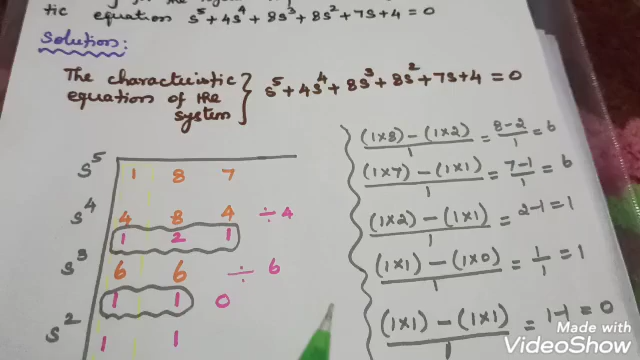 tic equation s⁵ + 4s⁴ + 8s³ + 8s² + 7s + 4 = 0
Solution:
The characteristic
equations of the
system } s⁵ + 4s⁴ + 8s³ + 8s² + 7s + 4 = 0
s⁵ 1 8 7
s⁴ 4 8 4 ÷ 4
1 2 1
s³ 6 6 ÷ 6
1 1 0
s² 1 1
(1×8) − (1×2) / 1 = 8−2 / 1 = 6
(1×7) − (1×1) / 1 = 7−1 / 1 = 6
(1×2) − (1×1) / 1 = 2−1 = 1
(1×1) − (1×0) / 1 = 1/1 = 1
(1×1) − (1×1) / 1 = 1−1 = 0
Made with
VideoShow